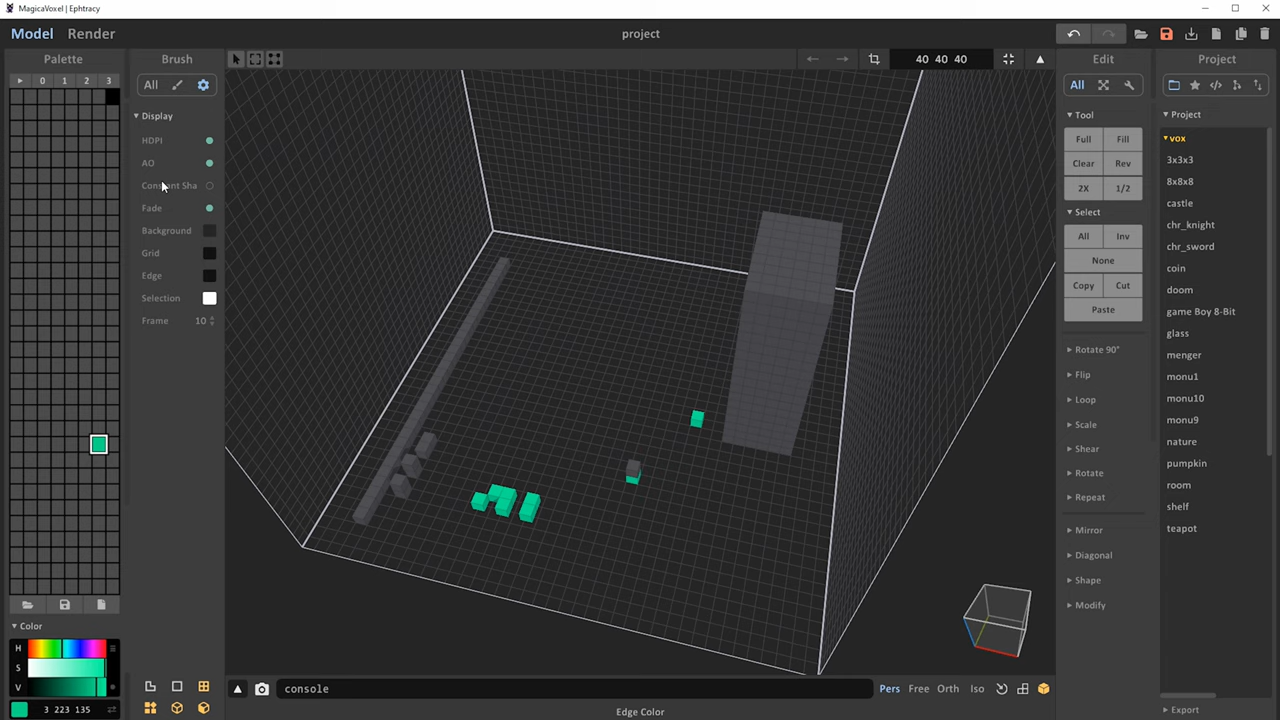 MagicaVoxel | Ephtracy
Model Render
project
Palette
Brush
40 40 40
Edit
Project
0 1 2 3
All
All
Display
HDPI
AO
Constant Sha
Fade
Background
Grid
Edge
Selection
Frame 10
Tool
Full Fill
Clear Rev
2X 1/2
Select
All Inv
None
Copy Cut
Paste
Rotate 90°
Flip
Loop
Scale
Shear
Rotate
Repeat
Mirror
Diagonal
Shape
Modify
Project
vox
3x3x3
8x8x8
castle
chr_knight
chr_sword
coin
doom
game Boy 8-Bit
glass
menger
monu1
monu10
monu9
nature
pumpkin
room
shelf
teapot
Export
Color
H
S
V
3 223 135
console
Pers Free Orth Iso
Edge Color